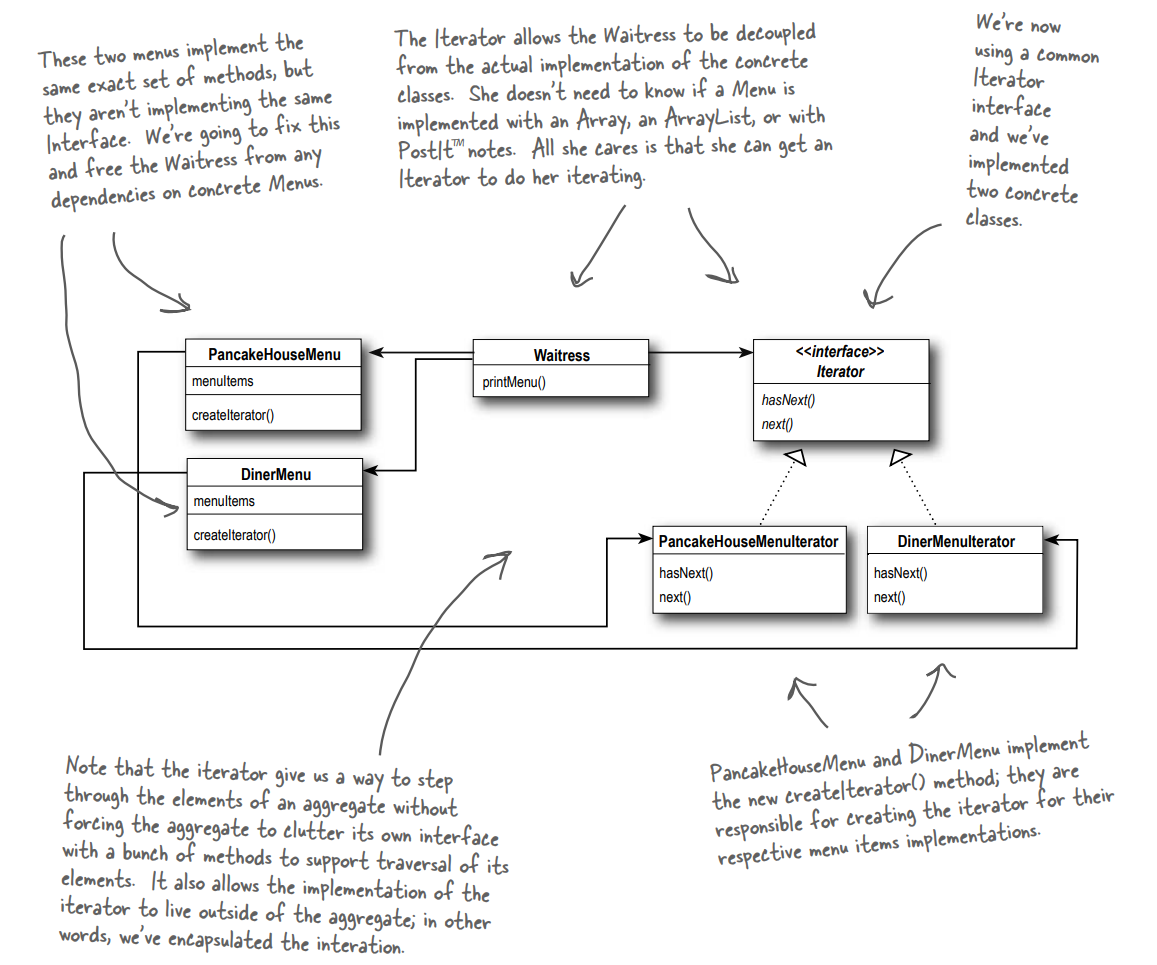 These two menus implement the
same exact set of methods, but
they aren't implementing the same
Interface. We're going to fix this
and free the Waitress from any
dependencies on concrete Menus.
The Iterator allows the Waitress to be decoupled
from the actual implementation of the concrete
classes. She doesn't need to know if a Menu is
implemented with an Array, an ArrayList, or with
PostIt™ notes. All she cares is that she can get an
Iterator to do her iterating.
We're now
using a common
Iterator
interface
and we've
implemented
two concrete
classes.
PancakeHouseMenu
menuItems
createIterator()
Waitress
printMenu()
<<interface>>
Iterator
hasNext()
next()
DinerMenu
menuItems
createIterator()
PancakeHouseMenuIterator
hasNext()
next()
DinerMenuIterator
hasNext()
next()
Note that the iterator give us a way to step
through the elements of an aggregate without
forcing the aggregate to clutter its own interface
with a bunch of methods to support traversal of its
elements. It also allows the implementation of the
iterator to live outside of the aggregate; in other
words, we've encapsulated the interation.
PancakeHouseMenu and DinerMenu implement
the new createIterator() method; they are
responsible for creating the iterator for their
respective menu items implementations.